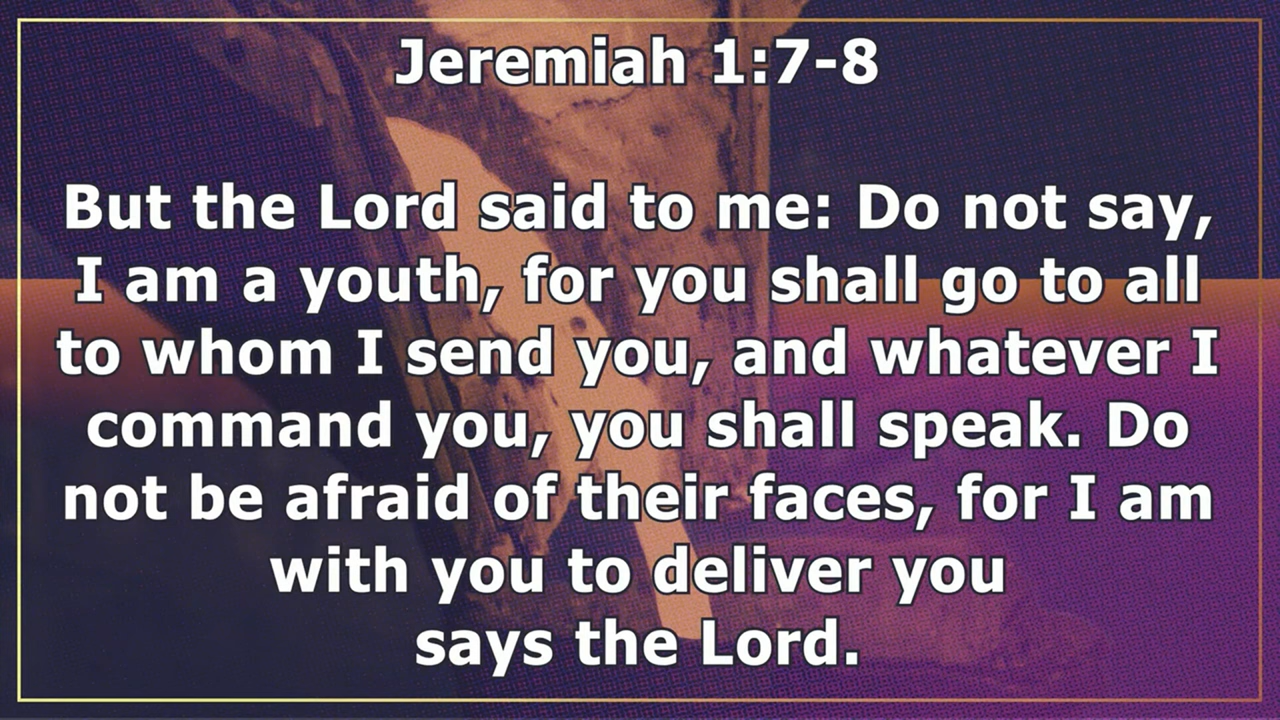 Jeremiah 1:7-8
But the Lord said to me: Do not say,
I am a youth, for you shall go to all
to whom I send you, and whatever I
command you, you shall speak. Do
not be afraid of their faces, for I am
with you to deliver you
says the Lord.